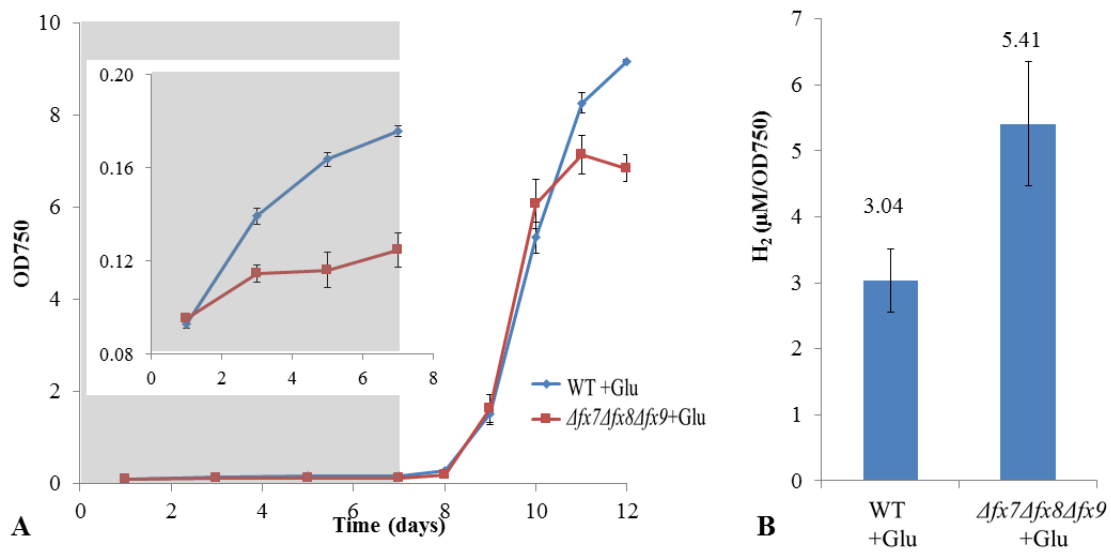 10
8
6
4
2
0
OD750
0.20
0.16
0.12
0.08
0
2
4
6
8
WT +Glu
Δfx7Δfx8Δfx9+Glu
0
2
4
6
8
10
12
Time (days)
A
7
6
5
4
3
2
1
0
H2 (µM/OD750)
3.04
5.41
WT
+Glu
Δfx7Δfx8Δfx9
+Glu
B